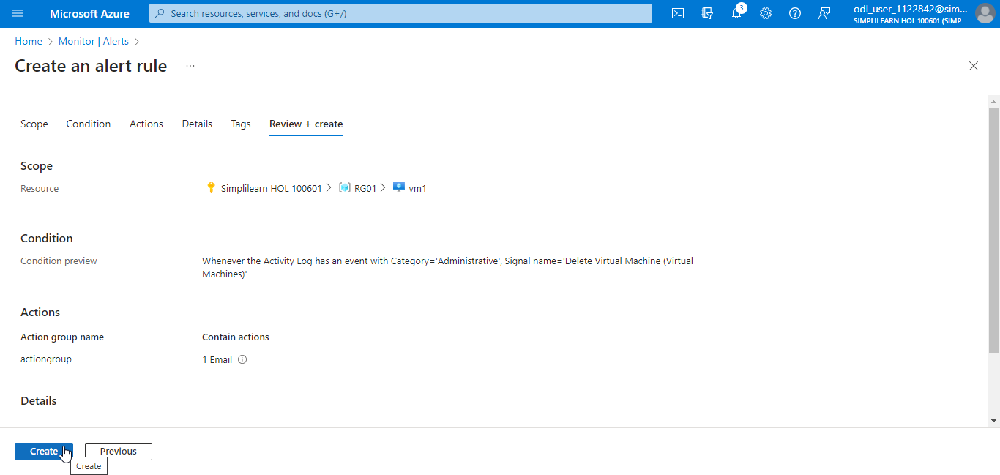 Microsoft Azure
Search resources, services, and docs (G+/)
3
odl_user_1122842@sim...
SIMPLILEARN HOL 100601 (SIMP...
Home > Monitor | Alerts >
Create an alert rule ...
Scope Condition Actions Details Tags Review + create
Scope
Resource Simplilearn HOL 100601 > RG01 > vm1
Condition
Condition preview Whenever the Activity Log has an event with Category='Administrative', Signal name='Delete Virtual Machine (Virtual
Machines)'
Actions
Action group name Contain actions
actiongroup 1 Email
Details
Create Previous
Create